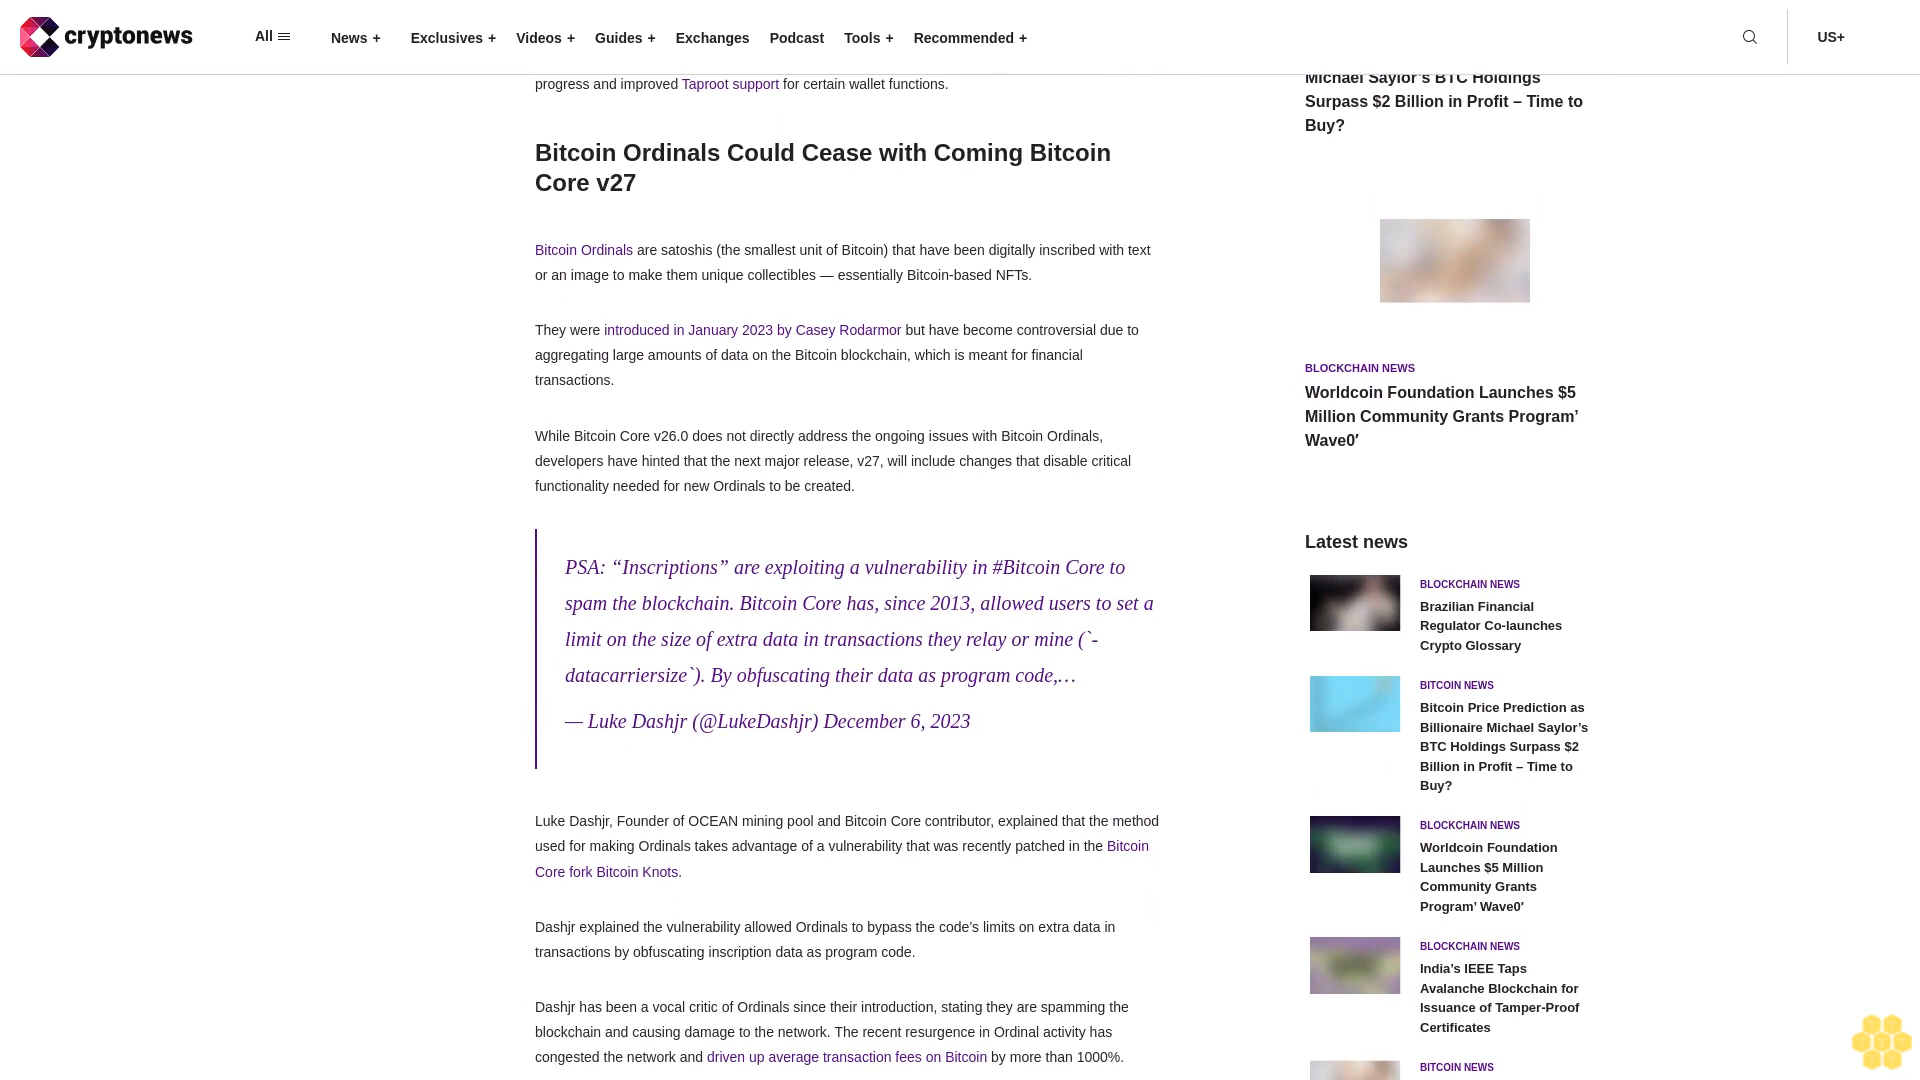 cryptonews
All
News +
Exclusives +
Videos +
Guides +
Exchanges
Podcast
Tools +
Recommended +
US+
progress and improved Taproot support for certain wallet functions.
Bitcoin Ordinals Could Cease with Coming Bitcoin
Core v27
Bitcoin Ordinals are satoshis (the smallest unit of Bitcoin) that have been digitally inscribed with text
or an image to make them unique collectibles — essentially Bitcoin-based NFTs.
They were introduced in January 2023 by Casey Rodarmor but have become controversial due to
aggregating large amounts of data on the Bitcoin blockchain, which is meant for financial
transactions.
While Bitcoin Core v26.0 does not directly address the ongoing issues with Bitcoin Ordinals,
developers have hinted that the next major release, v27, will include changes that disable critical
functionality needed for new Ordinals to be created.
PSA: “Inscriptions” are exploiting a vulnerability in #Bitcoin Core to
spam the blockchain. Bitcoin Core has, since 2013, allowed users to set a
limit on the size of extra data in transactions they relay or mine (`-
datacarriersize`). By obfuscating their data as program code,…
— Luke Dashjr (@LukeDashjr) December 6, 2023
Luke Dashjr, Founder of OCEAN mining pool and Bitcoin Core contributor, explained that the method
used for making Ordinals takes advantage of a vulnerability that was recently patched in the Bitcoin
Core fork Bitcoin Knots.
Dashjr explained the vulnerability allowed Ordinals to bypass the code’s limits on extra data in
transactions by obfuscating inscription data as program code.
Dashjr has been a vocal critic of Ordinals since their introduction, stating they are spamming the
blockchain and causing damage to the network. The recent resurgence in Ordinal activity has
congested the network and driven up average transaction fees on Bitcoin by more than 1000%.
Michael Saylor’s BTC Holdings
Surpass $2 Billion in Profit – Time to
Buy?
BLOCKCHAIN NEWS
Worldcoin Foundation Launches $5
Million Community Grants Program’
Wave0′
Latest news
BLOCKCHAIN NEWS
Brazilian Financial
Regulator Co-launches
Crypto Glossary
BITCOIN NEWS
Bitcoin Price Prediction as
Billionaire Michael Saylor’s
BTC Holdings Surpass $2
Billion in Profit – Time to
Buy?
BLOCKCHAIN NEWS
Worldcoin Foundation
Launches $5 Million
Community Grants
Program’ Wave0′
BLOCKCHAIN NEWS
India’s IEEE Taps
Avalanche Blockchain for
Issuance of Tamper-Proof
Certificates
BITCOIN NEWS